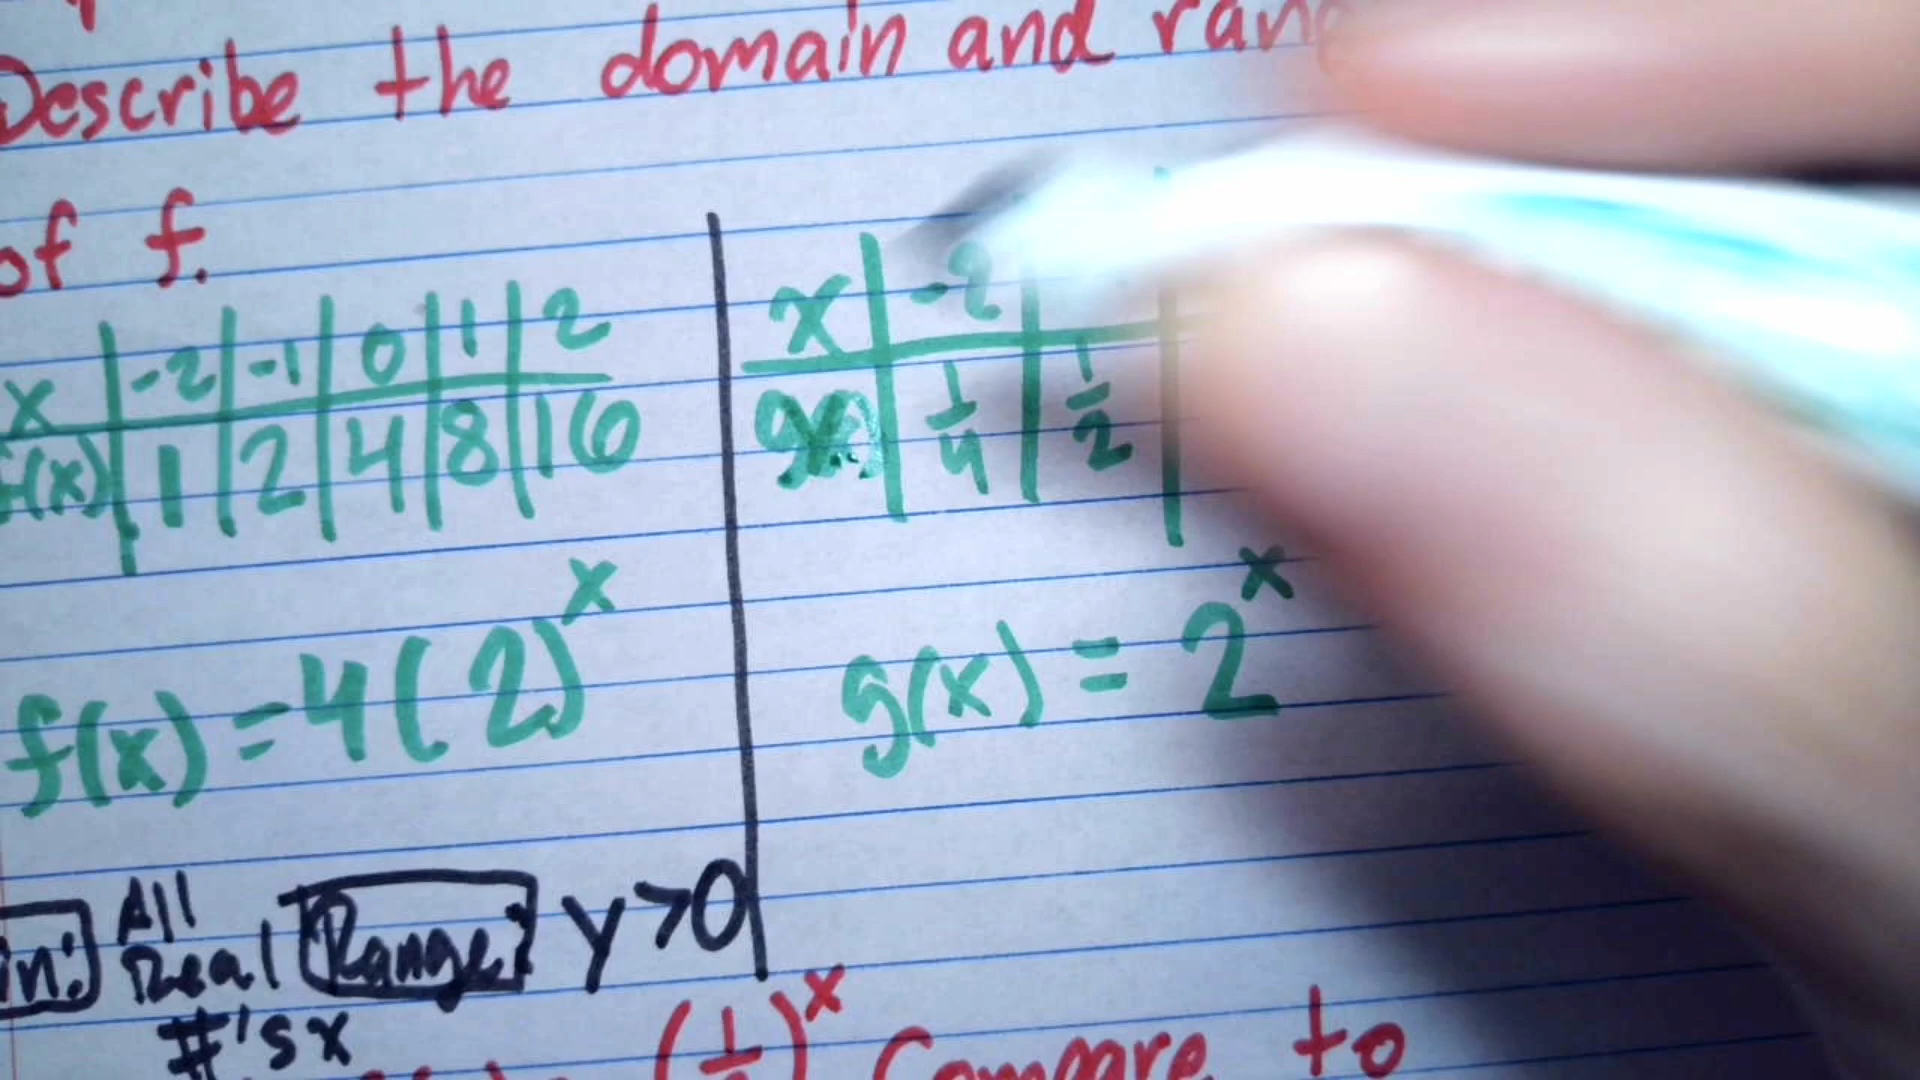 Describe the domain and
of f.
x | -2 | -1 | 0 | 1 | 2
f(x) | 1 | 2 | 4 | 8 | 16
f(x) = 4(2)^x
x | -2
g(x) | 1/4 | 1/2
g(x) = 2^x
All
Real Range: y>0
#'s x
Compare to